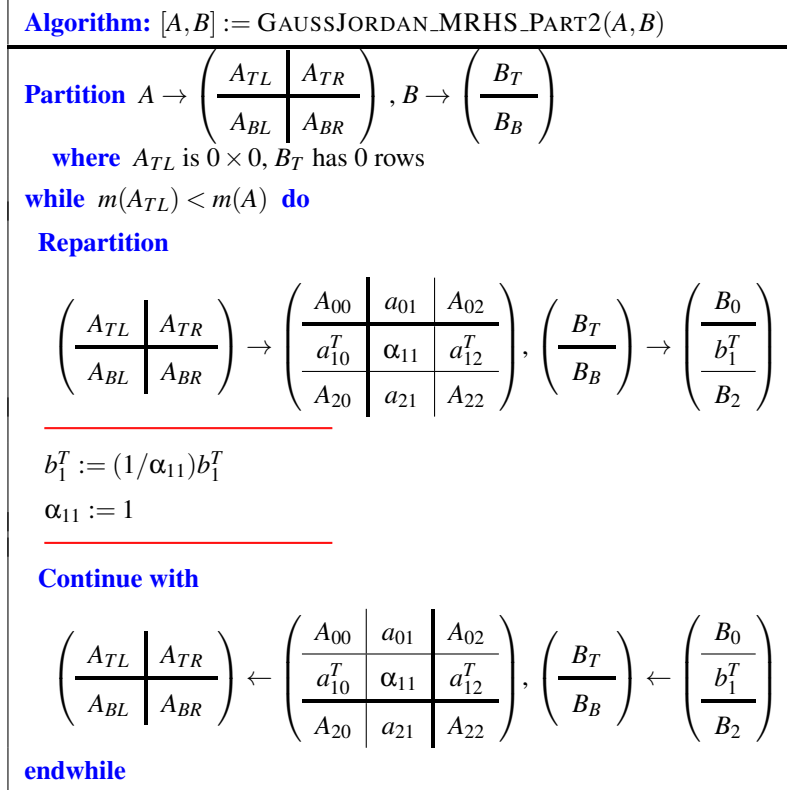 Algorithm: [A,B] := GAUSSJORDAN_MRHS_PART2(A,B)
Partition A → ( A_TL | A_TR ; A_BL | A_BR ) , B → ( B_T ; B_B )
where A_TL is 0 × 0, B_T has 0 rows
while m(A_TL) < m(A) do
Repartition
( A_TL | A_TR ; A_BL | A_BR ) → ( A_00 | a_01 | A_02 ; a_10^T | α_11 | a_12^T ; A_20 | a_21 | A_22 ) , ( B_T ; B_B ) → ( B_0 ; b_1^T ; B_2 )
b_1^T := (1/α_11)b_1^T
α_11 := 1
Continue with
( A_TL | A_TR ; A_BL | A_BR ) ← ( A_00 | a_01 | A_02 ; a_10^T | α_11 | a_12^T ; A_20 | a_21 | A_22 ) , ( B_T ; B_B ) ← ( B_0 ; b_1^T ; B_2 )
endwhile